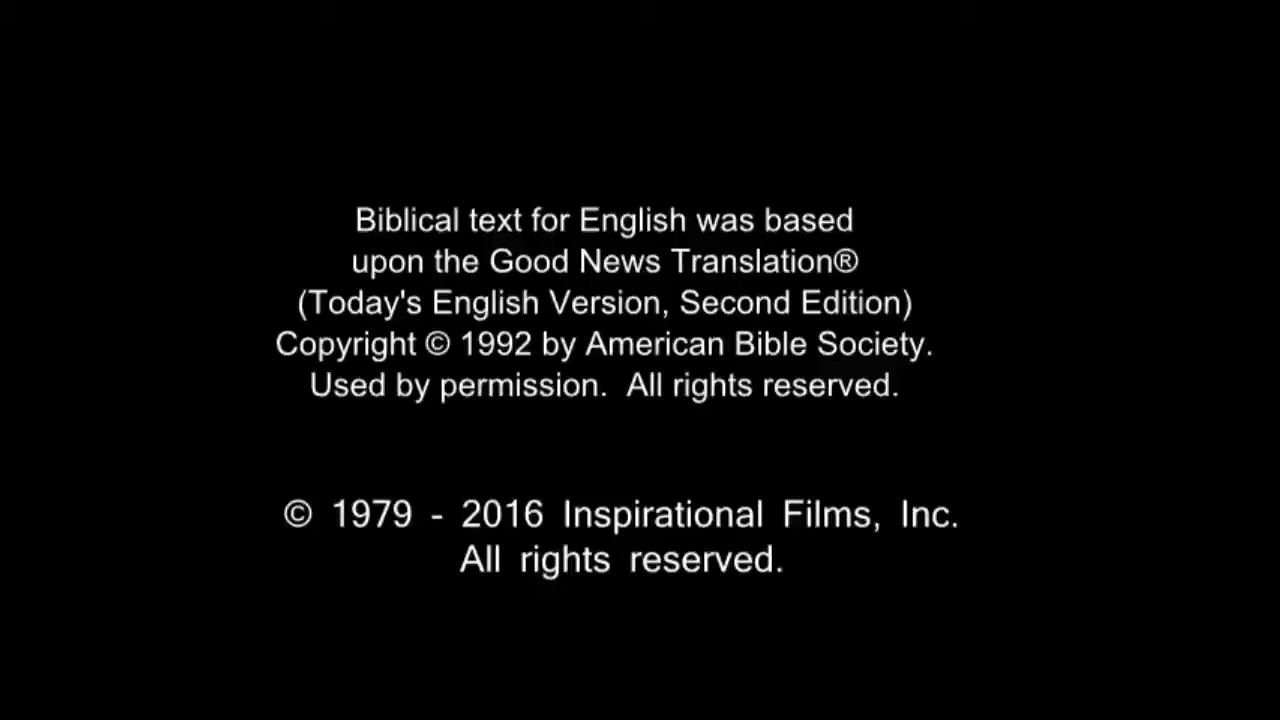 Biblical text for English was based
upon the Good News Translation®
(Today's English Version, Second Edition)
Copyright © 1992 by American Bible Society.
Used by permission.  All rights reserved.
© 1979 - 2016 Inspirational Films, Inc.
All rights reserved.